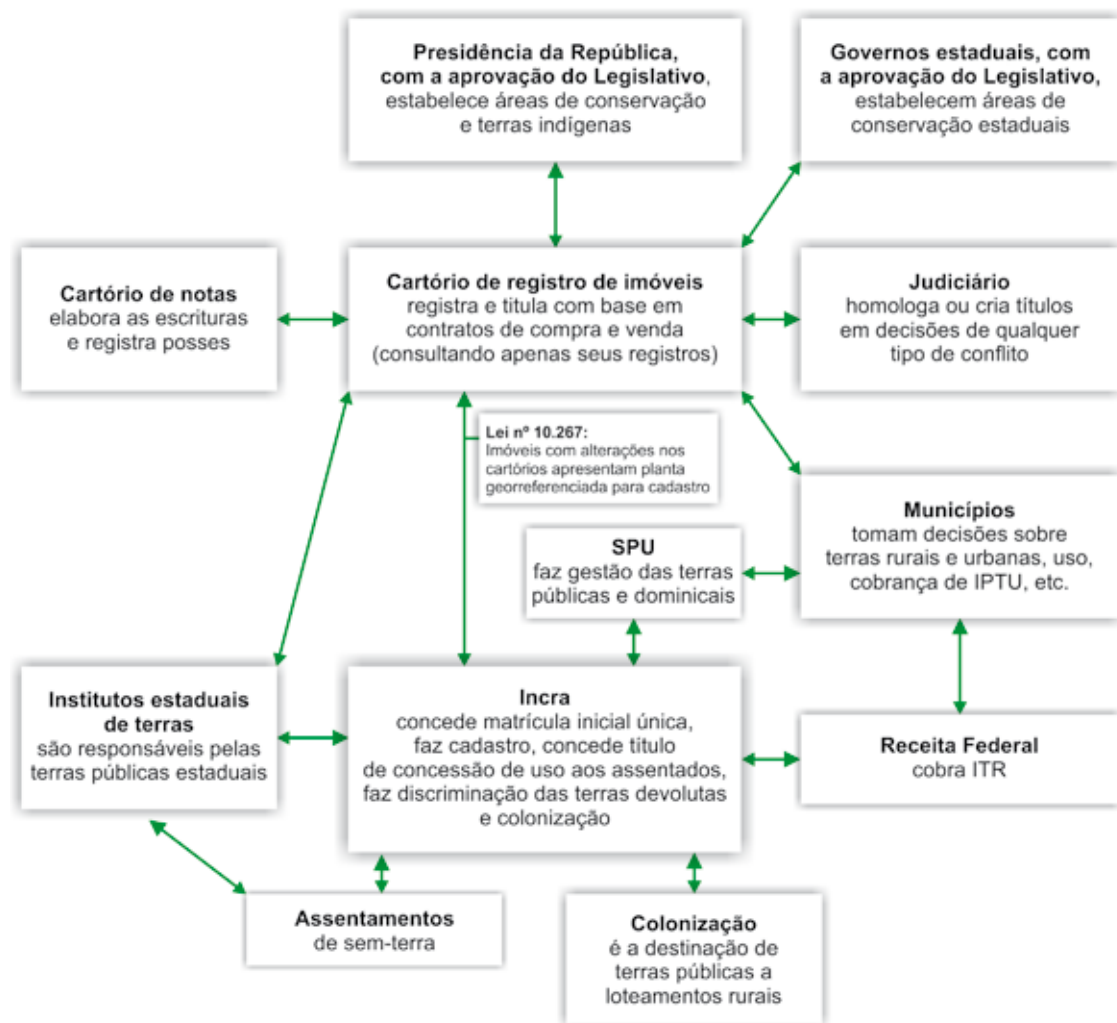 Presidência da República,
com a aprovação do Legislativo,
estabelece áreas de conservação
e terras indígenas
Governos estaduais, com
a aprovação do Legislativo,
estabelecem áreas de
conservação estaduais
Cartório de notas
elabora as escrituras
e registra posses
Cartório de registro de imóveis
registra e titula com base em
contratos de compra e venda
(consultando apenas seus registros)
Judiciário
homologa ou cria títulos
em decisões de qualquer
tipo de conflito
Lei nº 10.267:
Imóveis com alterações nos
cartórios apresentam planta
georreferenciada para cadastro
SPU
faz gestão das terras
públicas e dominicais
Municípios
tomam decisões sobre
terras rurais e urbanas, uso,
cobrança de IPTU, etc.
Institutos estaduais
de terras
são responsáveis pelas
terras públicas estaduais
Incra
concede matrícula inicial única,
faz cadastro, concede título
de concessão de uso aos assentados,
faz discriminação das terras devolutas
e colonização
Receita Federal
cobra ITR
Assentamentos
de sem-terra
Colonização
é a destinação de
terras públicas a
loteamentos rurais